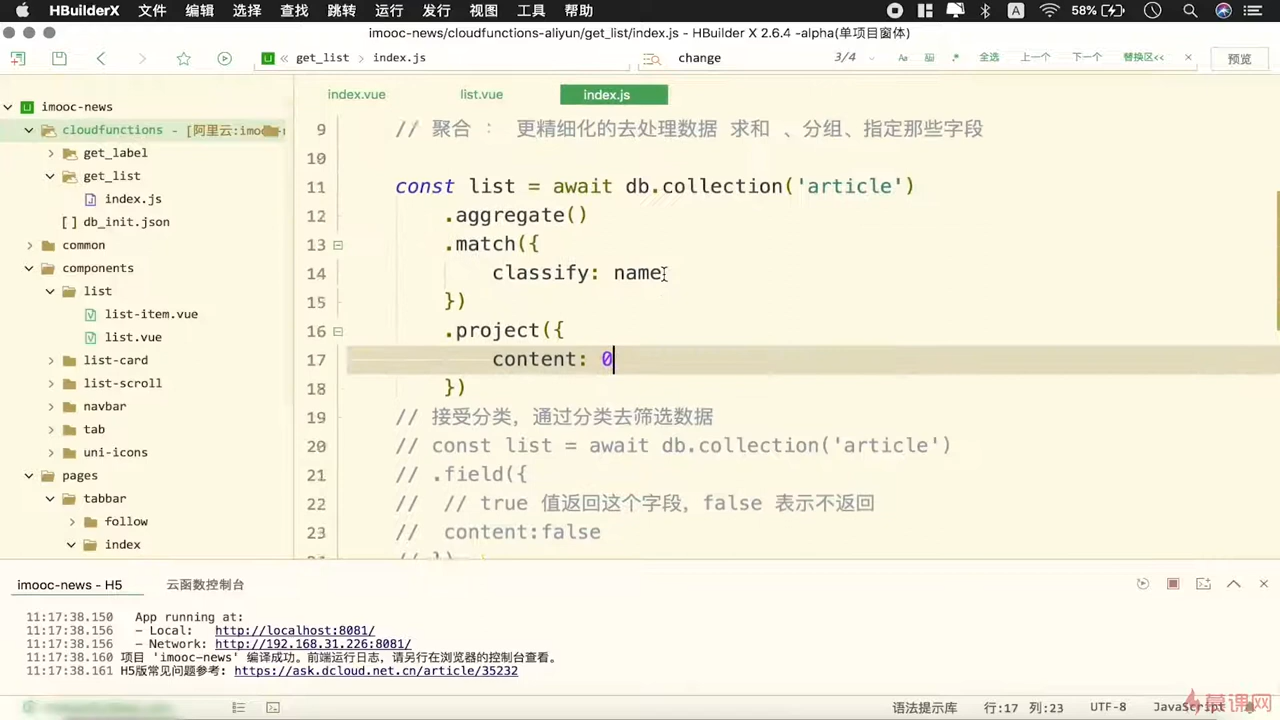 HBuilderX 文件 编辑 选择 查找 跳转 运行 发行 视图 工具 帮助 58%
imooc-news/cloudfunctions-aliyun/get_list/index.js - HBuilder X 2.6.4 -alpha(单项目窗体)
get_list index.js change 3/4 Aa 全选 上一个 下一个 替换区<< 预览
index.vue list.vue index.js
imooc-news
cloudfunctions - [阿里云:imoo
get_label
get_list
index.js
db_init.json
common
components
list
list-item.vue
list.vue
list-card
list-scroll
navbar
tab
uni-icons
pages
tabbar
follow
index
9 // 聚合 ： 更精细化的去处理数据 求和 、分组、指定那些字段
10
11 const list = await db.collection('article')
12 .aggregate()
13 .match({
14 classify: name
15 })
16 .project({
17 content: 0
18 })
19 // 接受分类，通过分类去筛选数据
20 // const list = await db.collection('article')
21 // .field({
22 // // true 值返回这个字段，false 表示不返回
23 // content:false
// })
imooc-news - H5 云函数控制台
11:17:38.150 App running at:
11:17:38.156 - Local: http://localhost:8081/
11:17:38.156 - Network: http://192.168.31.226:8081/
11:17:38.160 项目 'imooc-news' 编译成功。前端运行日志，请另行在浏览器的控制台查看。
11:17:38.161 H5版常见问题参考: https://ask.dcloud.net.cn/article/35232
语法提示库 行:17 列:23 UTF-8 JavaScript
慕课网